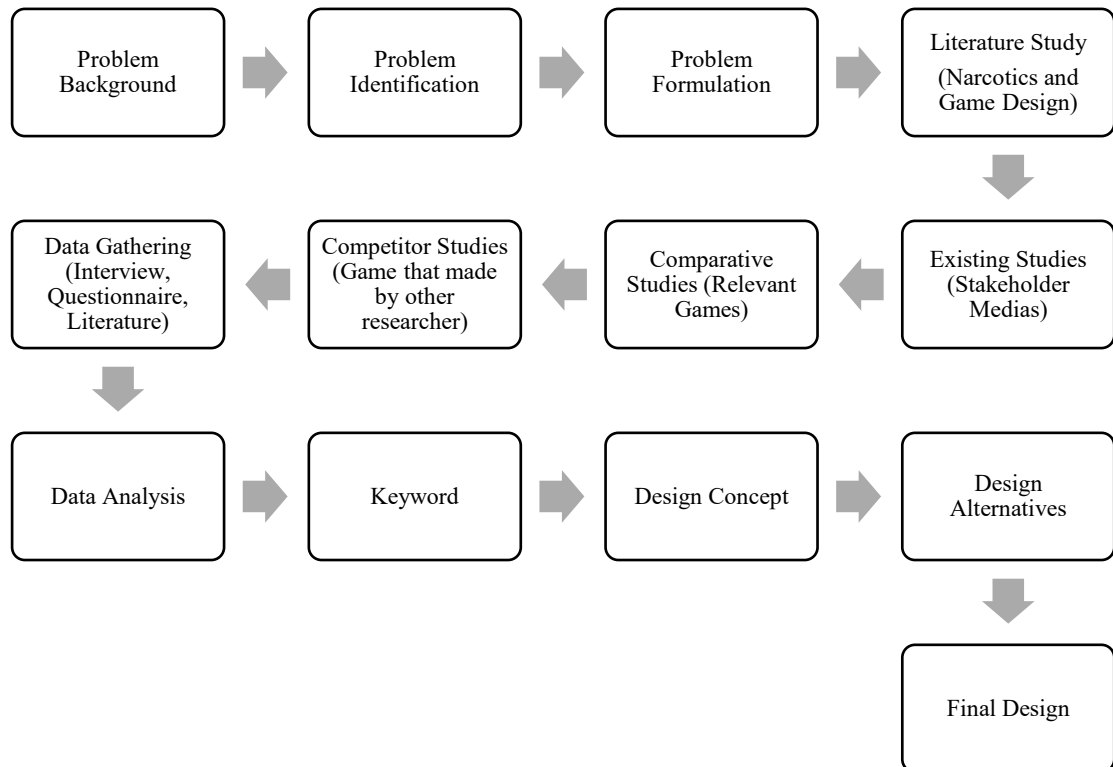 Problem
Background
Problem
Identification
Problem
Formulation
Literature Study
(Narcotics and
Game Design)
Existing Studies
(Stakeholder
Medias)
Comparative
Studies (Relevant
Games)
Competitor Studies
(Game that made
by other
researcher)
Data Gathering
(Interview,
Questionnaire,
Literature)
Data Analysis
Keyword
Design Concept
Design
Alternatives
Final Design